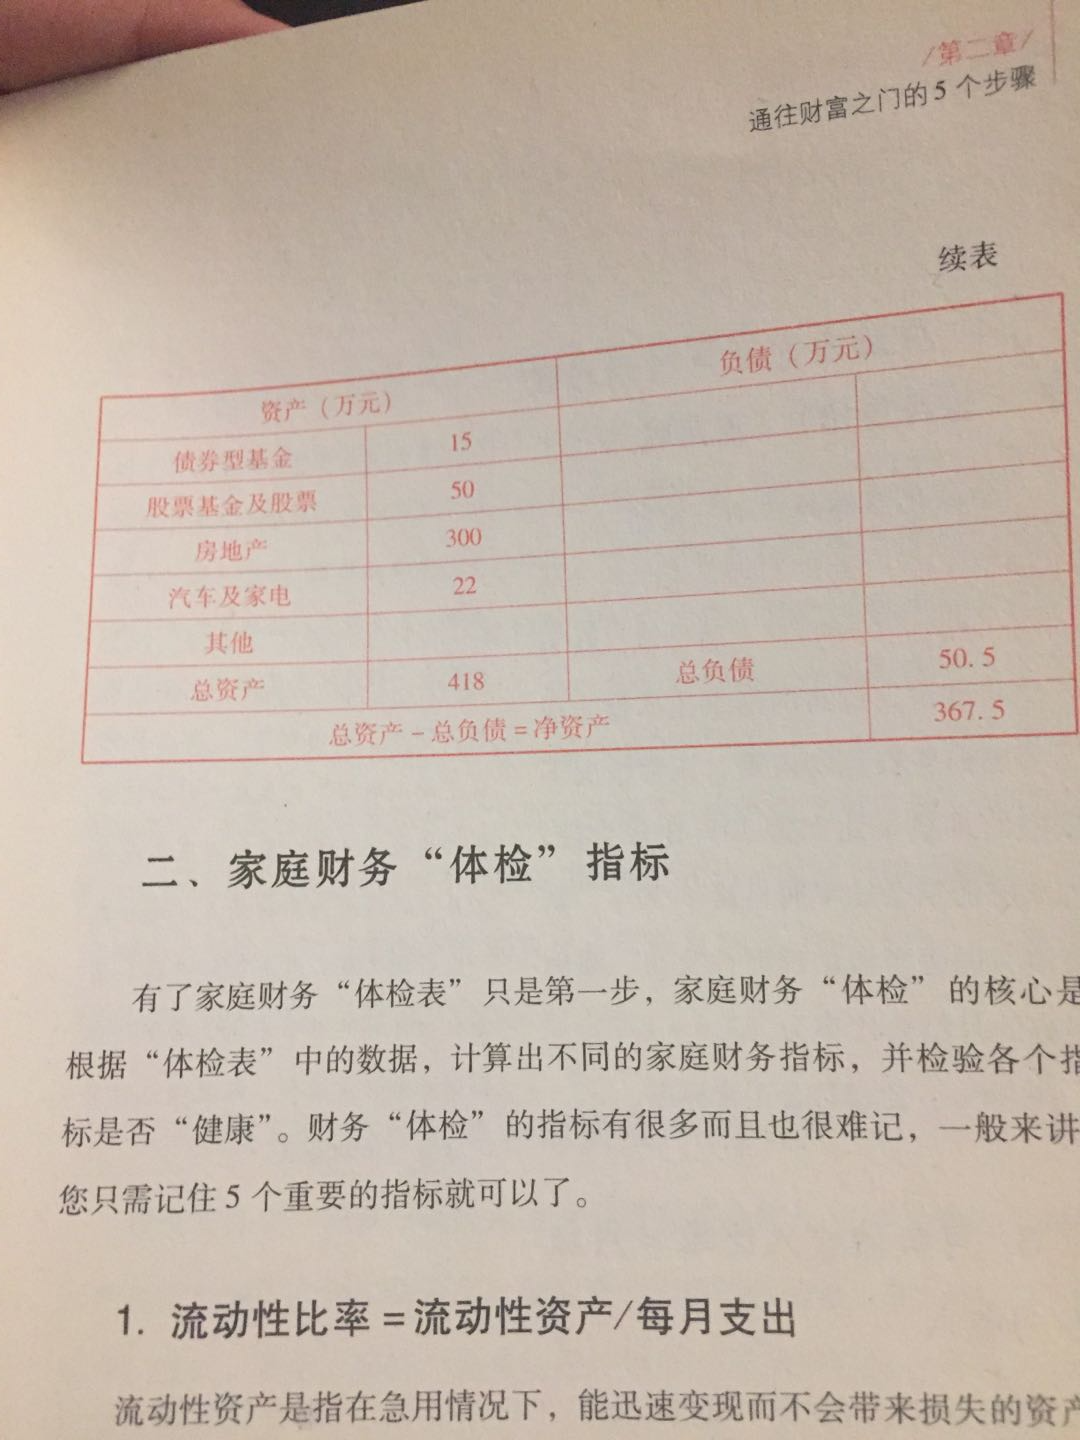 /第二章/
通往财富之门的5个步骤
续表
资产（万元） 负债（万元）
债券型基金 15
股票基金及股票 50
房地产 300
汽车及家电 22
其他
总资产 418 总负债 50.5
总资产－总负债＝净资产 367.5
二、家庭财务“体检”指标
有了家庭财务“体检表”只是第一步，家庭财务“体检”的核心是
根据“体检表”中的数据，计算出不同的家庭财务指标，并检验各个指
标是否“健康”。财务“体检”的指标有很多而且也很难记，一般来讲
您只需记住5个重要的指标就可以了。
1. 流动性比率＝流动性资产/每月支出
流动性资产是指在急用情况下，能迅速变现而不会带来损失的资产